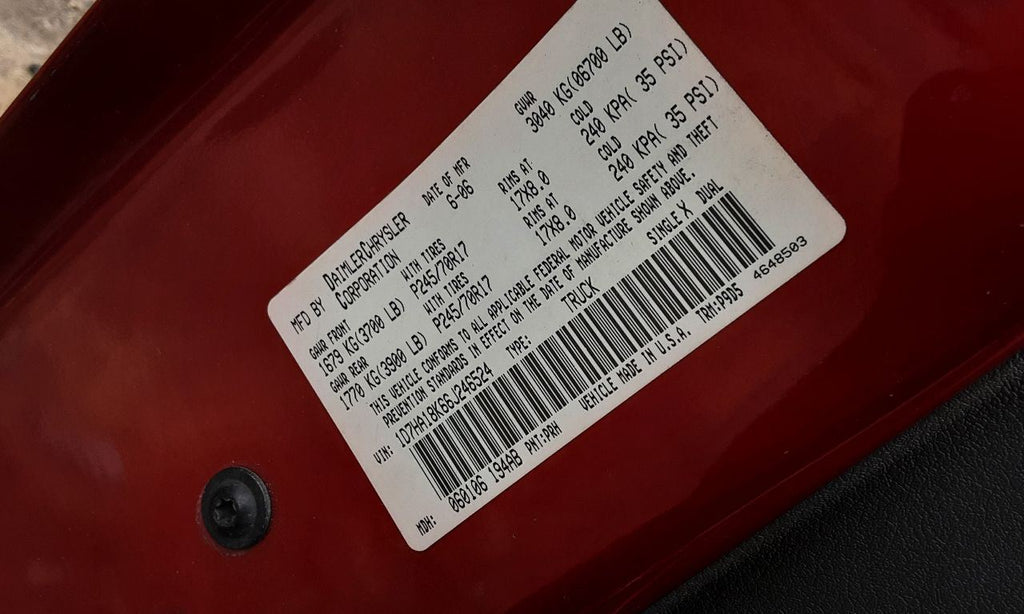 MFD BY DAIMLERCHRYSLER CORPORATION DATE OF MFR 6-06 GVWR 3040 KG(06700 LB)
GAWR FRONT WITH TIRES RIMS AT COLD
1679 KG(3700 LB) P245/70R17 17X8.0 240 KPA( 35 PSI)
GAWR REAR WITH TIRES RIMS AT COLD
1770 KG(3900 LB) P245/70R17 17X8.0 240 KPA( 35 PSI)
THIS VEHICLE CONFORMS TO ALL APPLICABLE FEDERAL MOTOR VEHICLE SAFETY AND THEFT
PREVENTION STANDARDS IN EFFECT ON THE DATE OF MANUFACTURE SHOWN ABOVE.
VIN: 1D7HA18K66J246524 TYPE: TRUCK SINGLE X DUAL
MDH: 060106 194AB PNT:PRH VEHICLE MADE IN U.S.A. TRM:P9D5 4648503